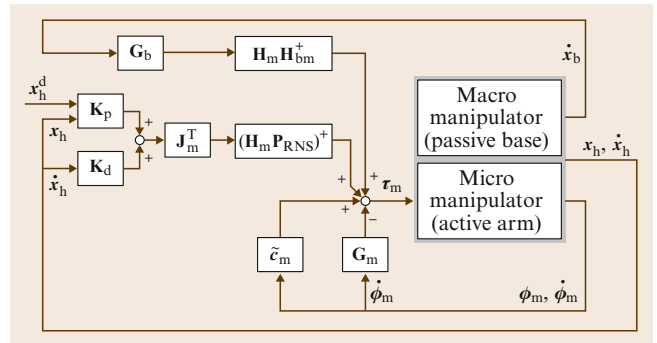 G_b
H_m H_bm^+
ẋ_b
x_h^d
K_p
x_h
J_m^T
(H_m P_RNS)^+
K_d
ẋ_h
+
+
+
+
+
−
τ_m
Macro
manipulator
(passive base)
x_h, ẋ_h
Micro
manipulator
(active arm)
c̃_m
G_m
ϕ̇_m
ϕ_m, ϕ̇_m